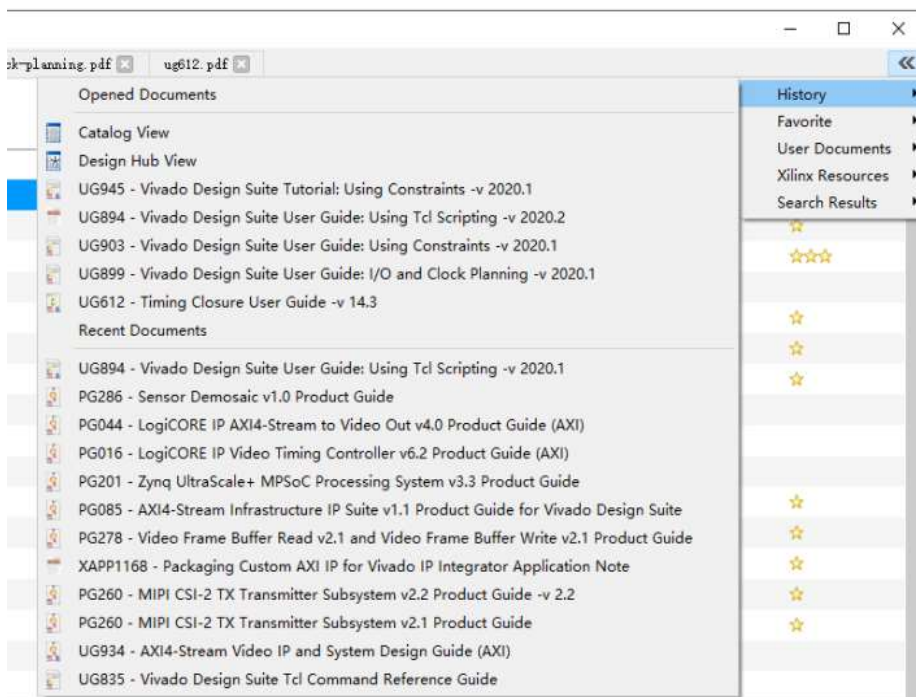 ck-planning.pdf
ug612.pdf
Opened Documents
Catalog View
Design Hub View
UG945 - Vivado Design Suite Tutorial: Using Constraints -v 2020.1
UG894 - Vivado Design Suite User Guide: Using Tcl Scripting -v 2020.2
UG903 - Vivado Design Suite User Guide: Using Constraints -v 2020.1
UG899 - Vivado Design Suite User Guide: I/O and Clock Planning -v 2020.1
UG612 - Timing Closure User Guide -v 14.3
Recent Documents
UG894 - Vivado Design Suite User Guide: Using Tcl Scripting -v 2020.1
PG286 - Sensor Demosaic v1.0 Product Guide
PG044 - LogiCORE IP AXI4-Stream to Video Out v4.0 Product Guide (AXI)
PG016 - LogiCORE IP Video Timing Controller v6.2 Product Guide (AXI)
PG201 - Zynq UltraScale+ MPSoC Processing System v3.3 Product Guide
PG085 - AXI4-Stream Infrastructure IP Suite v1.1 Product Guide for Vivado Design Suite
PG278 - Video Frame Buffer Read v2.1 and Video Frame Buffer Write v2.1 Product Guide
XAPP1168 - Packaging Custom AXI IP for Vivado IP Integrator Application Note
PG260 - MIPI CSI-2 TX Transmitter Subsystem v2.2 Product Guide -v 2.2
PG260 - MIPI CSI-2 TX Transmitter Subsystem v2.1 Product Guide
UG934 - AXI4-Stream Video IP and System Design Guide (AXI)
UG835 - Vivado Design Suite Tcl Command Reference Guide
History
Favorite
User Documents
Xilinx Resources
Search Results